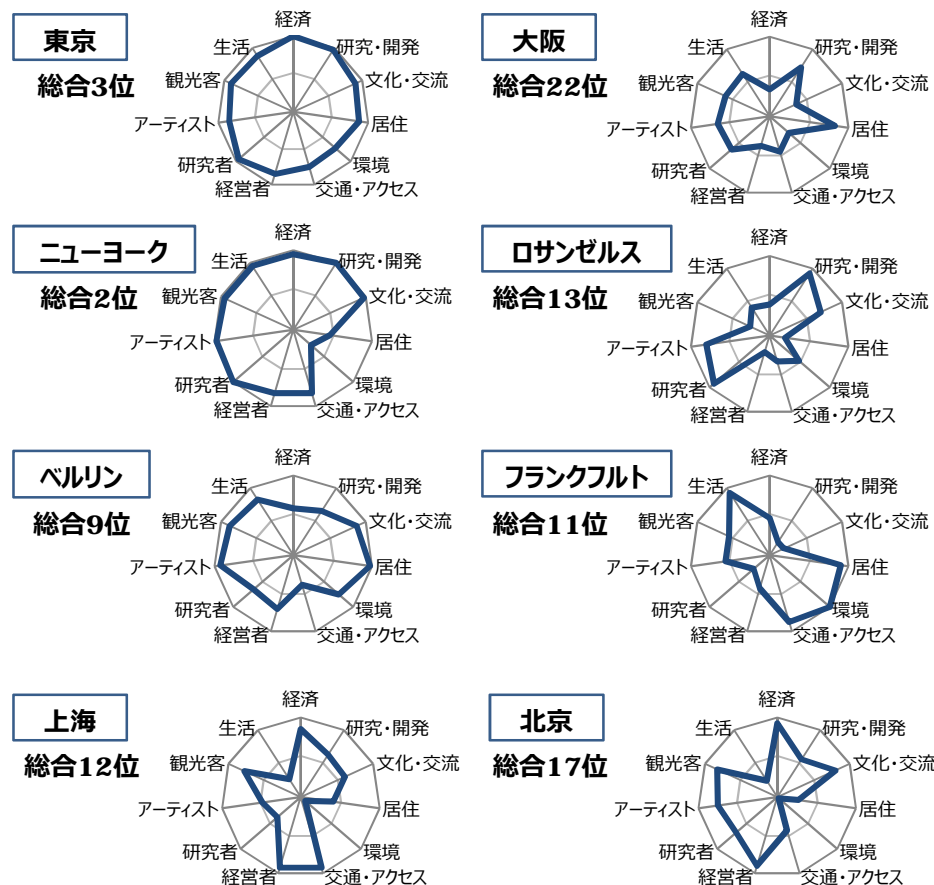 東京
総合3位
経済
研究・開発
文化・交流
居住
環境
交通・アクセス
経営者
研究者
アーティスト
観光客
生活
大阪
総合22位
経済
研究・開発
文化・交流
居住
環境
交通・アクセス
経営者
研究者
アーティスト
観光客
生活
ニューヨーク
総合2位
経済
研究・開発
文化・交流
居住
環境
交通・アクセス
経営者
研究者
アーティスト
観光客
生活
ロサンゼルス
総合13位
経済
研究・開発
文化・交流
居住
環境
交通・アクセス
経営者
研究者
アーティスト
観光客
生活
ベルリン
総合9位
経済
研究・開発
文化・交流
居住
環境
交通・アクセス
経営者
研究者
アーティスト
観光客
生活
フランクフルト
総合11位
経済
研究・開発
文化・交流
居住
環境
交通・アクセス
経営者
研究者
アーティスト
観光客
生活
上海
総合12位
経済
研究・開発
文化・交流
居住
環境
交通・アクセス
経営者
研究者
アーティスト
観光客
生活
北京
総合17位
経済
研究・開発
文化・交流
居住
環境
交通・アクセス
経営者
研究者
アーティスト
観光客
生活